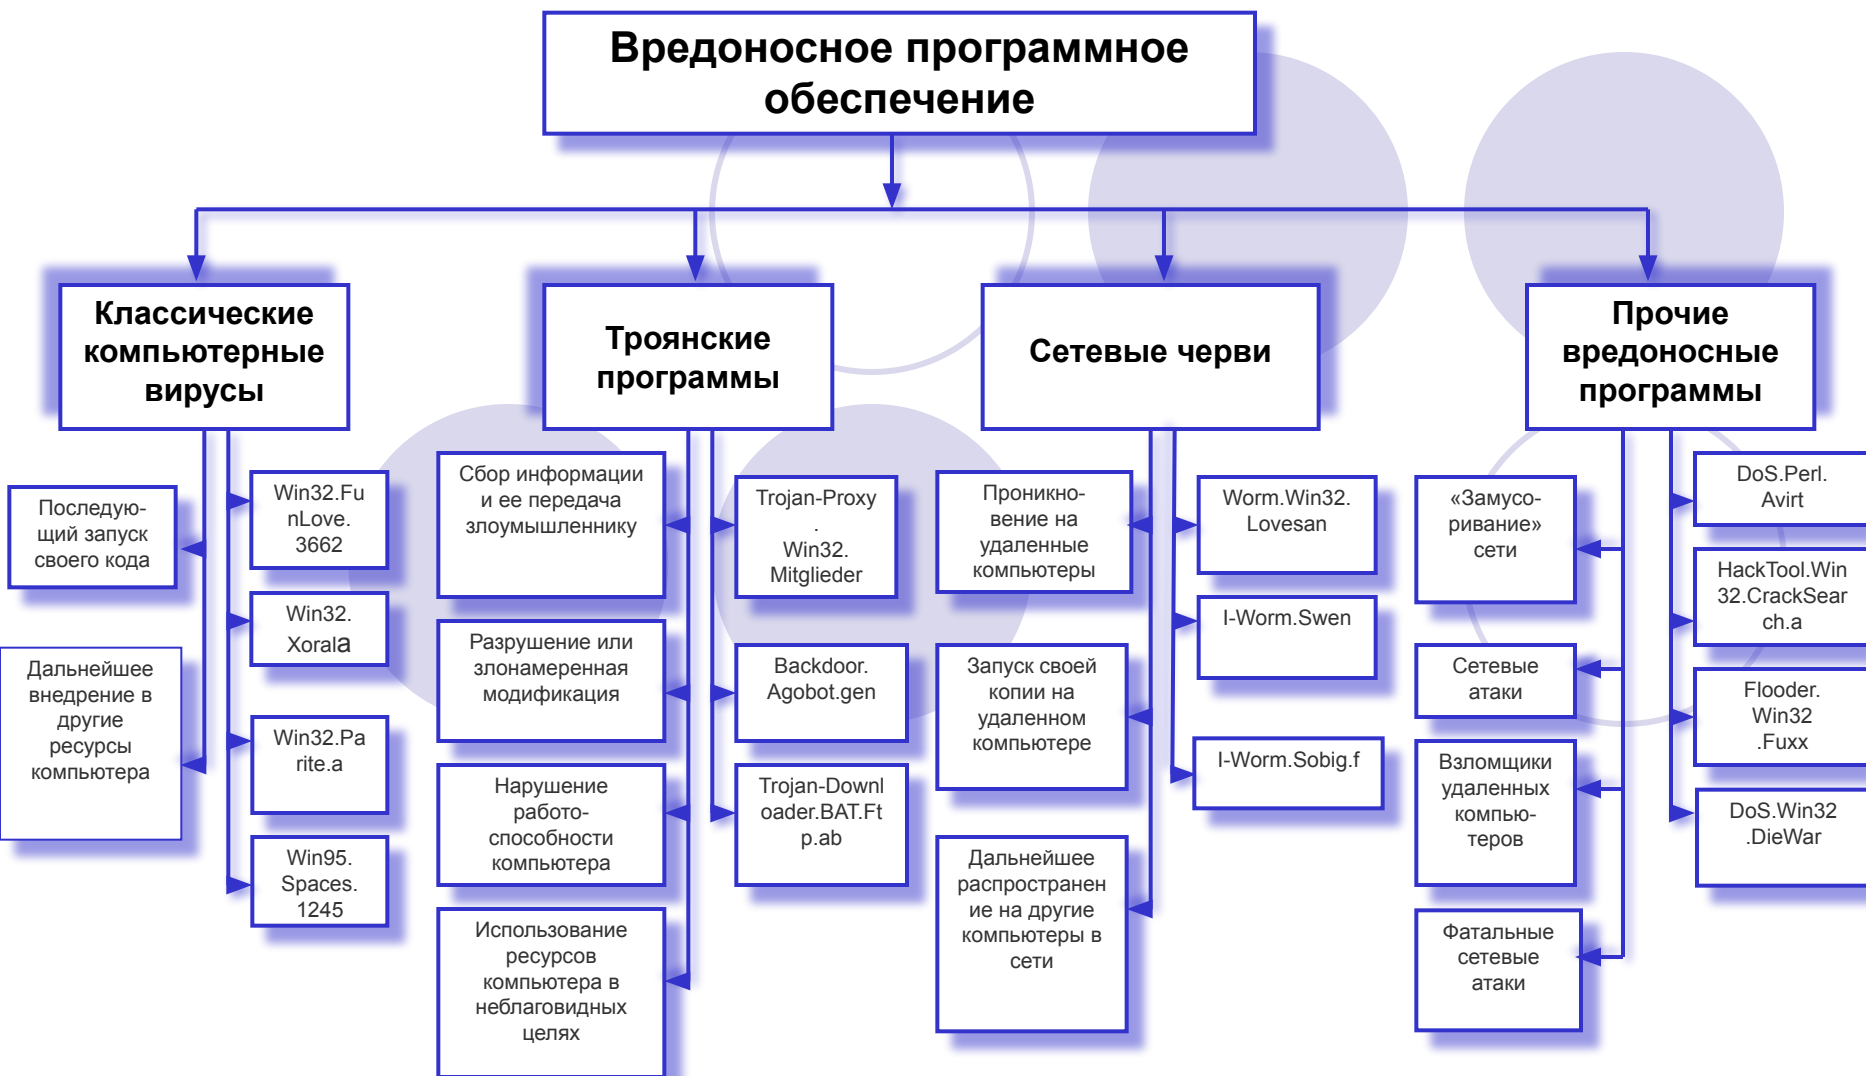 Вредоносное программное
обеспечение
Классические
компьютерные
вирусы
Троянские
программы
Сетевые черви
Прочие
вредоносные
программы
Последую-
щий запуск
своего кода
Дальнейшее
внедрение в
другие
ресурсы
компьютера
Win32.Fu
nLove.
3662
Win32.
Xorala
Win32.Pa
rite.a
Win95.
Spaces.
1245
Сбор информации
и ее передача
злоумышленнику
Разрушение или
злонамеренная
модификация
Нарушение
работо-
способности
компьютера
Использование
ресурсов
компьютера в
неблаговидных
целях
Trojan-Proxy
.
Win32.
Mitglieder
Backdoor.
Agobot.gen
Trojan-Downl
oader.BAT.Ft
p.ab
Проникно-
вение на
удаленные
компьютеры
Запуск своей
копии на
удаленном
компьютере
Дальнейшее
распространен
ие на другие
компьютеры в
сети
Worm.Win32.
Lovesan
I-Worm.Swen
I-Worm.Sobig.f
«Замусо-
ривание»
сети
Сетевые
атаки
Взломщики
удаленных
компью-
теров
Фатальные
сетевые
атаки
DoS.Perl.
Avirt
HackTool.Win
32.CrackSear
ch.a
Flooder.
Win32
.Fuxx
DoS.Win32
.DieWar